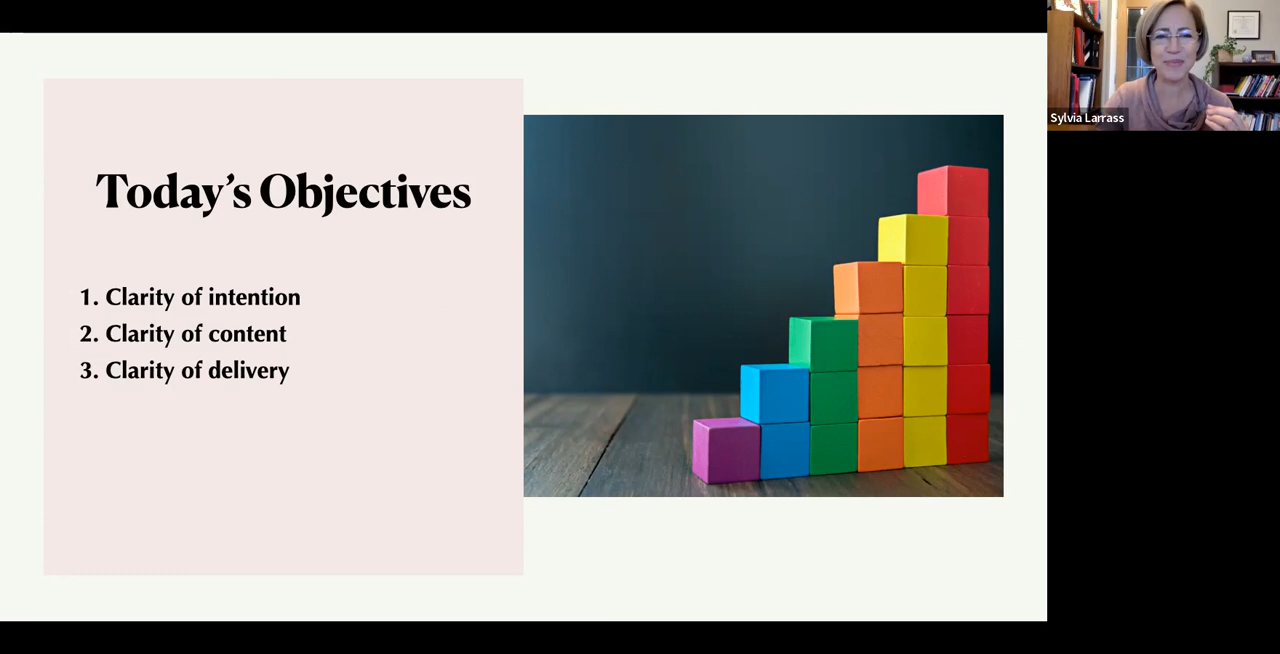 Today’s Objectives
1. Clarity of intention
2. Clarity of content
3. Clarity of delivery
Sylvia Larrass